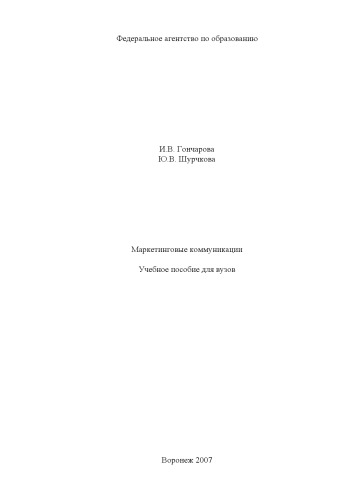 Федеральное агентство по образованию
И.В. Гончарова
Ю.В. Шурчкова
Маркетинговые коммуникации
Учебное пособие для вузов
Воронеж 2007